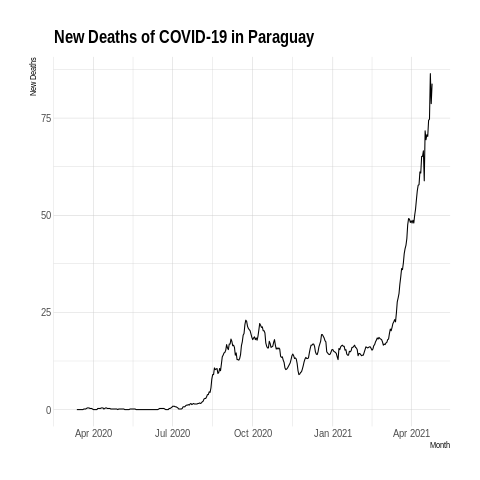 New Deaths of COVID-19 in Paraguay
New Deaths
75
50
25
0
Apr 2020 Jul 2020 Oct 2020 Jan 2021 Apr 2021
Month